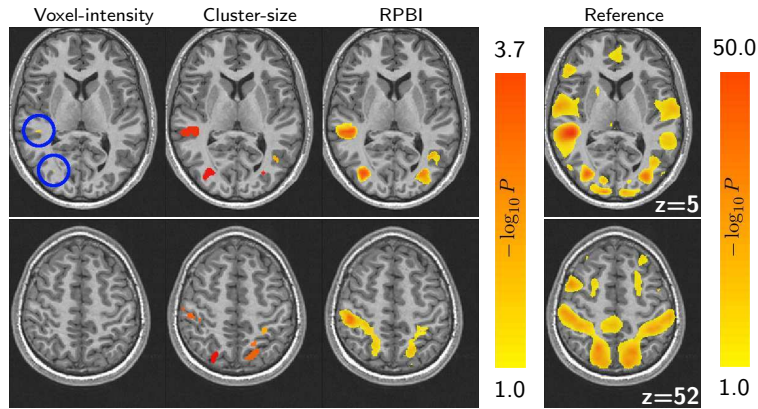 Voxel-intensity Cluster-size RPBI Reference
3.7 50.0
− log₁₀ P − log₁₀ P
z=5
z=52
1.0 1.0